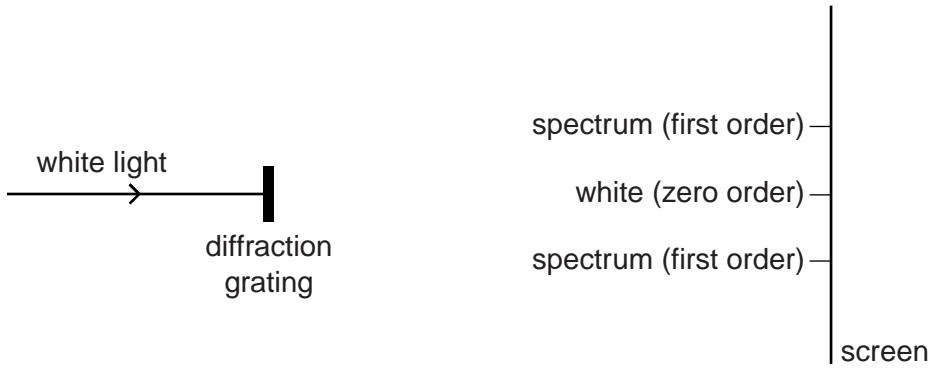 spectrum (first order)
white light
white (zero order)
diffraction
grating
spectrum (first order)
screen